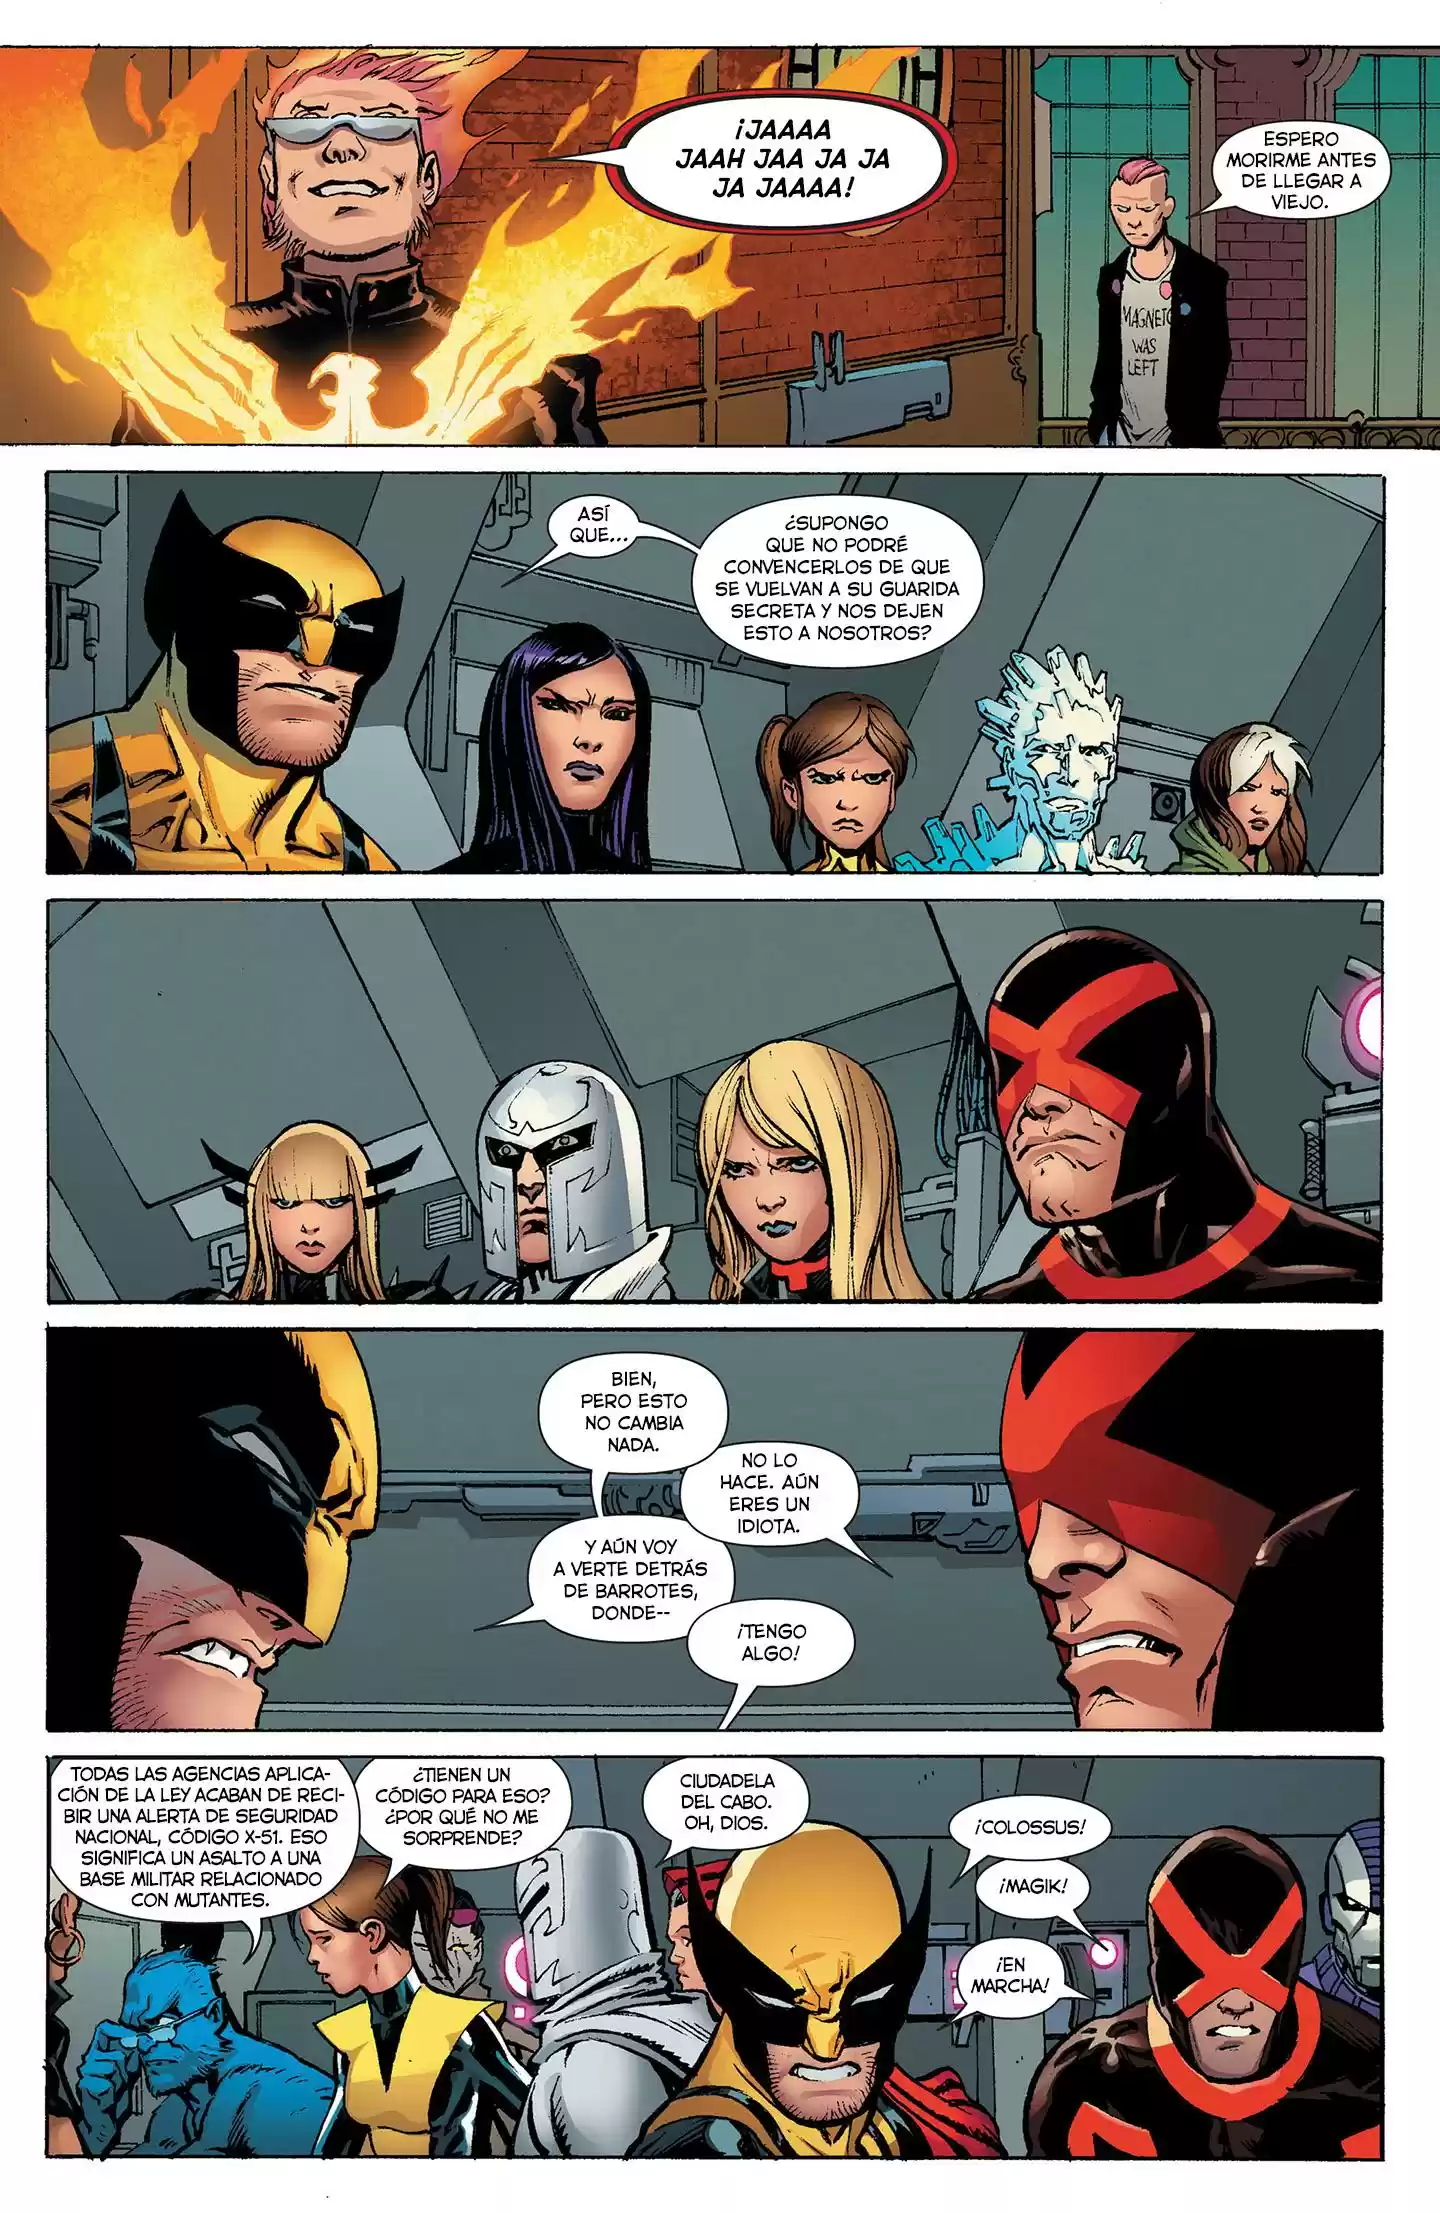 ¡JAAAA
JAAH JAA JA JA
JA JAAAA!
ESPERO
MORIRME ANTES
DE LLEGAR A
VIEJO.
MAGNETO
WAS
LEFT
ASÍ
QUE...
¿SUPONGO
QUE NO PODRÉ
CONVENCERLOS DE QUE
SE VUELVAN A SU GUARIDA
SECRETA Y NOS DEJEN
ESTO A NOSOTROS?
BIEN,
PERO ESTO
NO CAMBIA
NADA.
NO LO
HACE. AÚN
ERES UN
IDIOTA.
Y AÚN VOY
A VERTE DETRÁS
DE BARROTES,
DONDE--
¡TENGO
ALGO!
TODAS LAS AGENCIAS APLICA-
CIÓN DE LA LEY ACABAN DE RECI-
BIR UNA ALERTA DE SEGURIDAD
NACIONAL, CÓDIGO X-51. ESO
SIGNIFICA UN ASALTO A UNA
BASE MILITAR RELACIONADO
CON MUTANTES.
¿TIENEN UN
CÓDIGO PARA ESO?
¿POR QUÉ NO ME
SORPRENDE?
CIUDADELA
DEL CABO.
OH, DIOS.
¡COLOSSUS!
¡MAGIK!
¡EN
MARCHA!